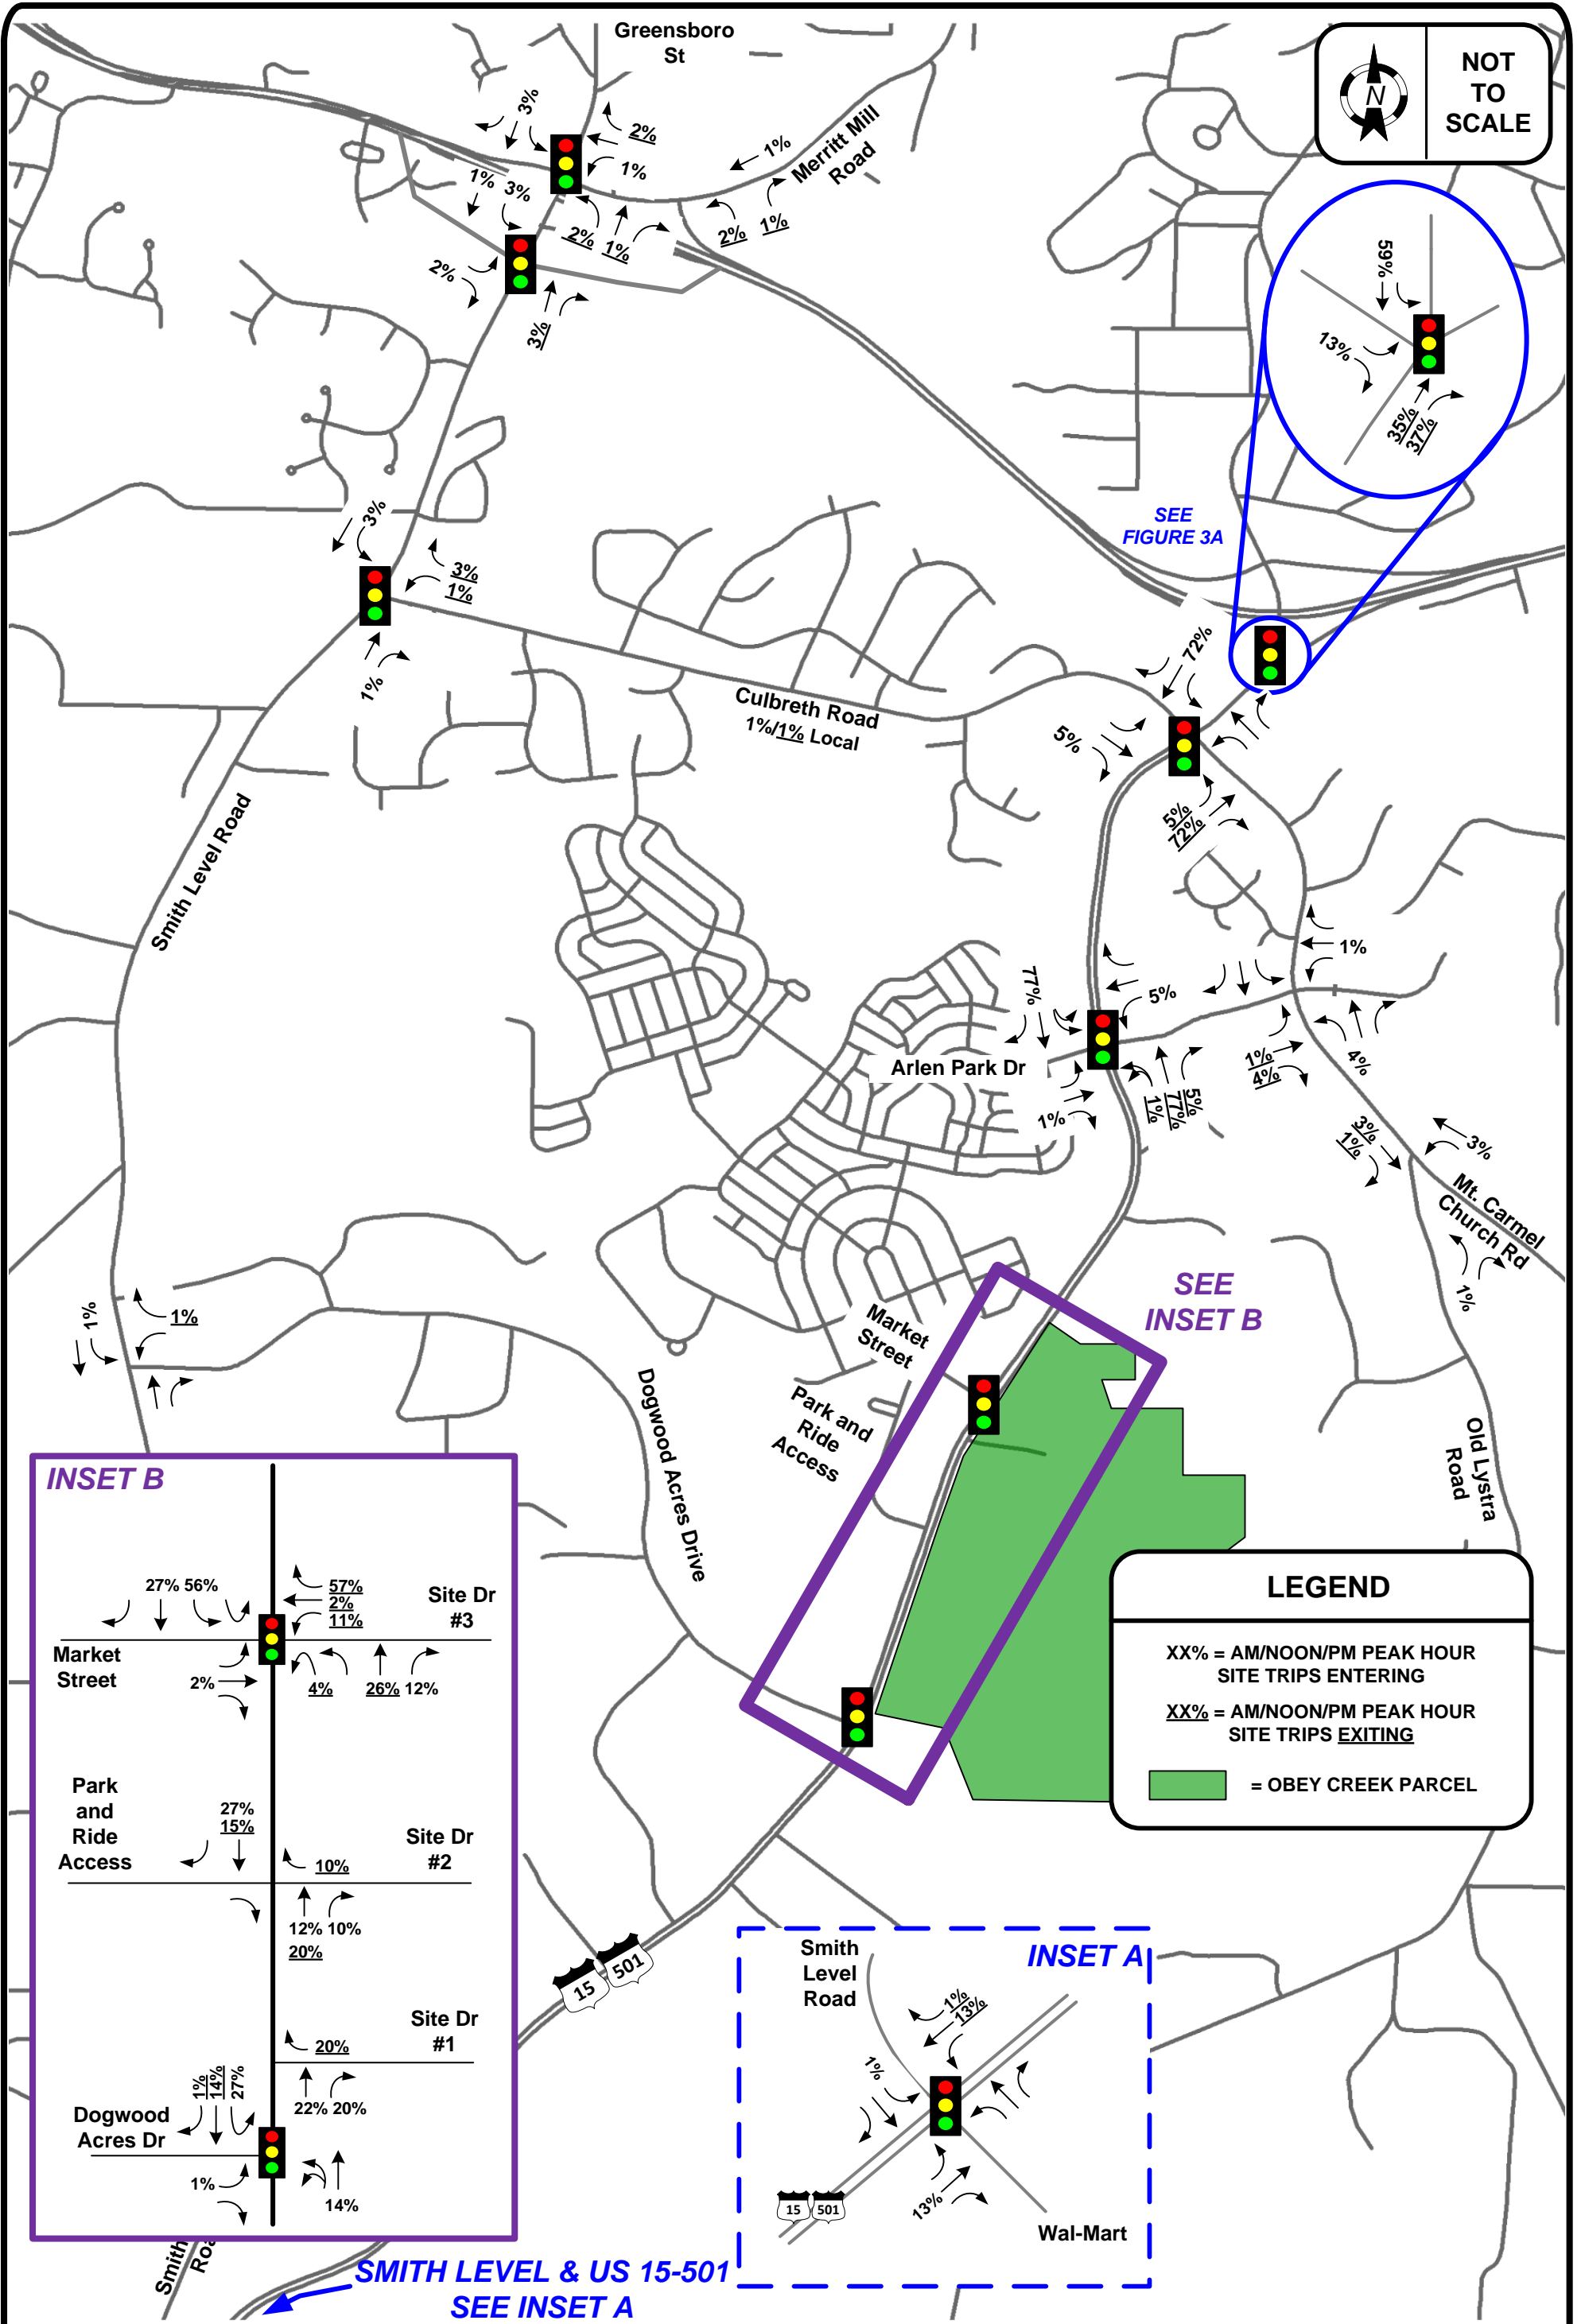 Greensboro
St
NOT
TO
SCALE
N
3%
2%
1%
1%
Merritt Mill
Road
1% 3%
2%
1%
2%
1%
2%
3%
59%
13%
35%
37%
SEE
FIGURE 3A
3%
3%
1%
1%
72%
Culbreth Road
1%/1% Local
5%
5%
72%
Smith Level Road
1%
77%
5%
Arlen Park Dr
1%
4%
4%
1%
1%
77%
5%
3%
1%
3%
Mt. Carmel
Church Rd
1%
SEE
INSET B
1%
1%
Market
Street
Park and
Ride
Access
Dogwood Acres Drive
Old Lystra
Road
INSET B
27% 56%
57%
2%
11%
Site Dr
#3
Market
Street
2%
4%
26% 12%
Park
and
Ride
Access
27%
15%
Site Dr
#2
10%
12% 10%
20%
Site Dr
#1
20%
1%
14%
27%
22% 20%
Dogwood
Acres Dr
1%
14%
LEGEND
XX% = AM/NOON/PM PEAK HOUR
SITE TRIPS ENTERING
XX% = AM/NOON/PM PEAK HOUR
SITE TRIPS EXITING
= OBEY CREEK PARCEL
15
501
INSET A
Smith
Level
Road
1%
13%
1%
13%
15
501
Wal-Mart
Smith
SMITH LEVEL & US 15-501
SEE INSET A